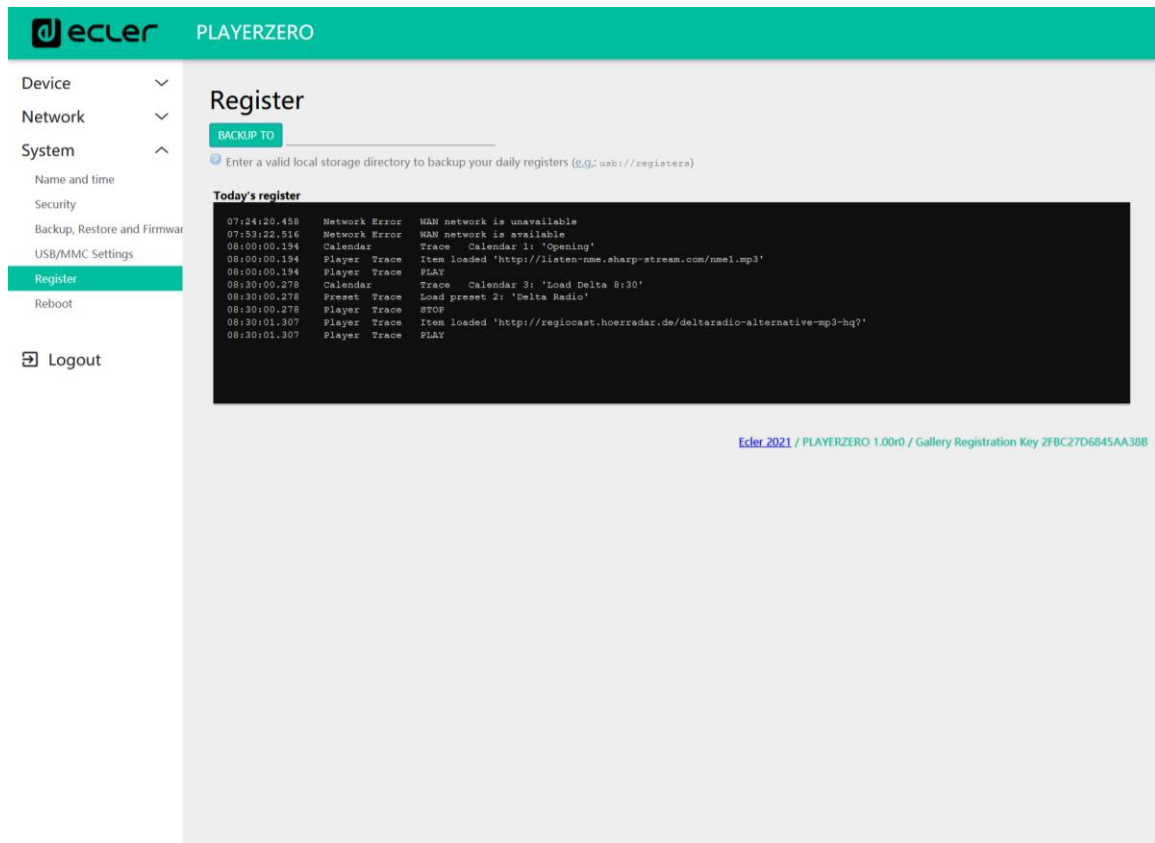 ecler PLAYERZERO
Device
Network
System
Name and time
Security
Backup, Restore and Firmwar
USB/MMC Settings
Register
Reboot
Logout
Register
BACKUP TO
Enter a valid local storage directory to backup your daily registers (e.g.: usb://registers)
Today's register
07:24:20.458 Network Error WAN network is unavailable
07:53:22.516 Network Error WAN network is available
08:00:00.194 Calendar Trace Calendar 1: 'Opening'
08:00:00.194 Player Trace Item loaded 'http://listen-nme.sharp-stream.com/nme1.mp3'
08:00:00.194 Player Trace PLAY
08:30:00.278 Calendar Trace Calendar 3: 'Load Delta 8:30'
08:30:00.278 Preset Trace Load preset 2: 'Delta Radio'
08:30:00.278 Player Trace STOP
08:30:01.307 Player Trace Item loaded 'http://regiocast.hoerradar.de/deltaradio-alternative-mp3-hq?'
08:30:01.307 Player Trace PLAY
Ecler 2021 / PLAYERZERO 1.00r0 / Gallery Registration Key 2FBC27D6845AA38B